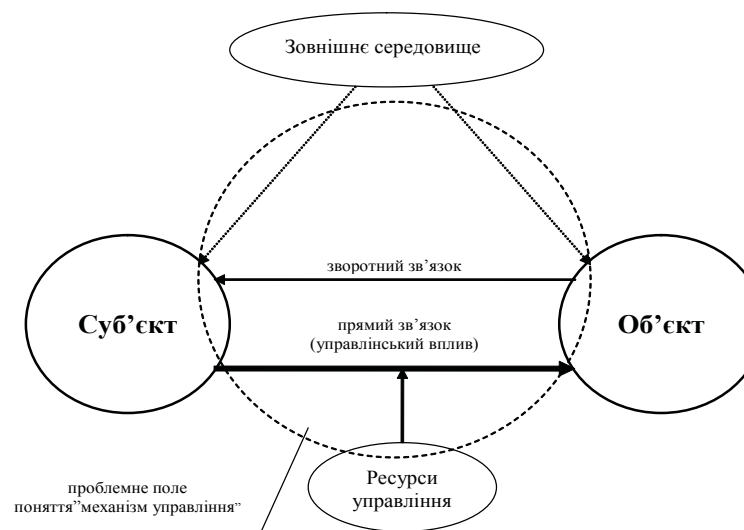 Зовнішнє середовище
зворотний зв’язок
Суб’єкт
Об’єкт
прямий зв’язок
(управлінський вплив)
Ресурси
управління
проблемне поле
поняття”механізм управління”